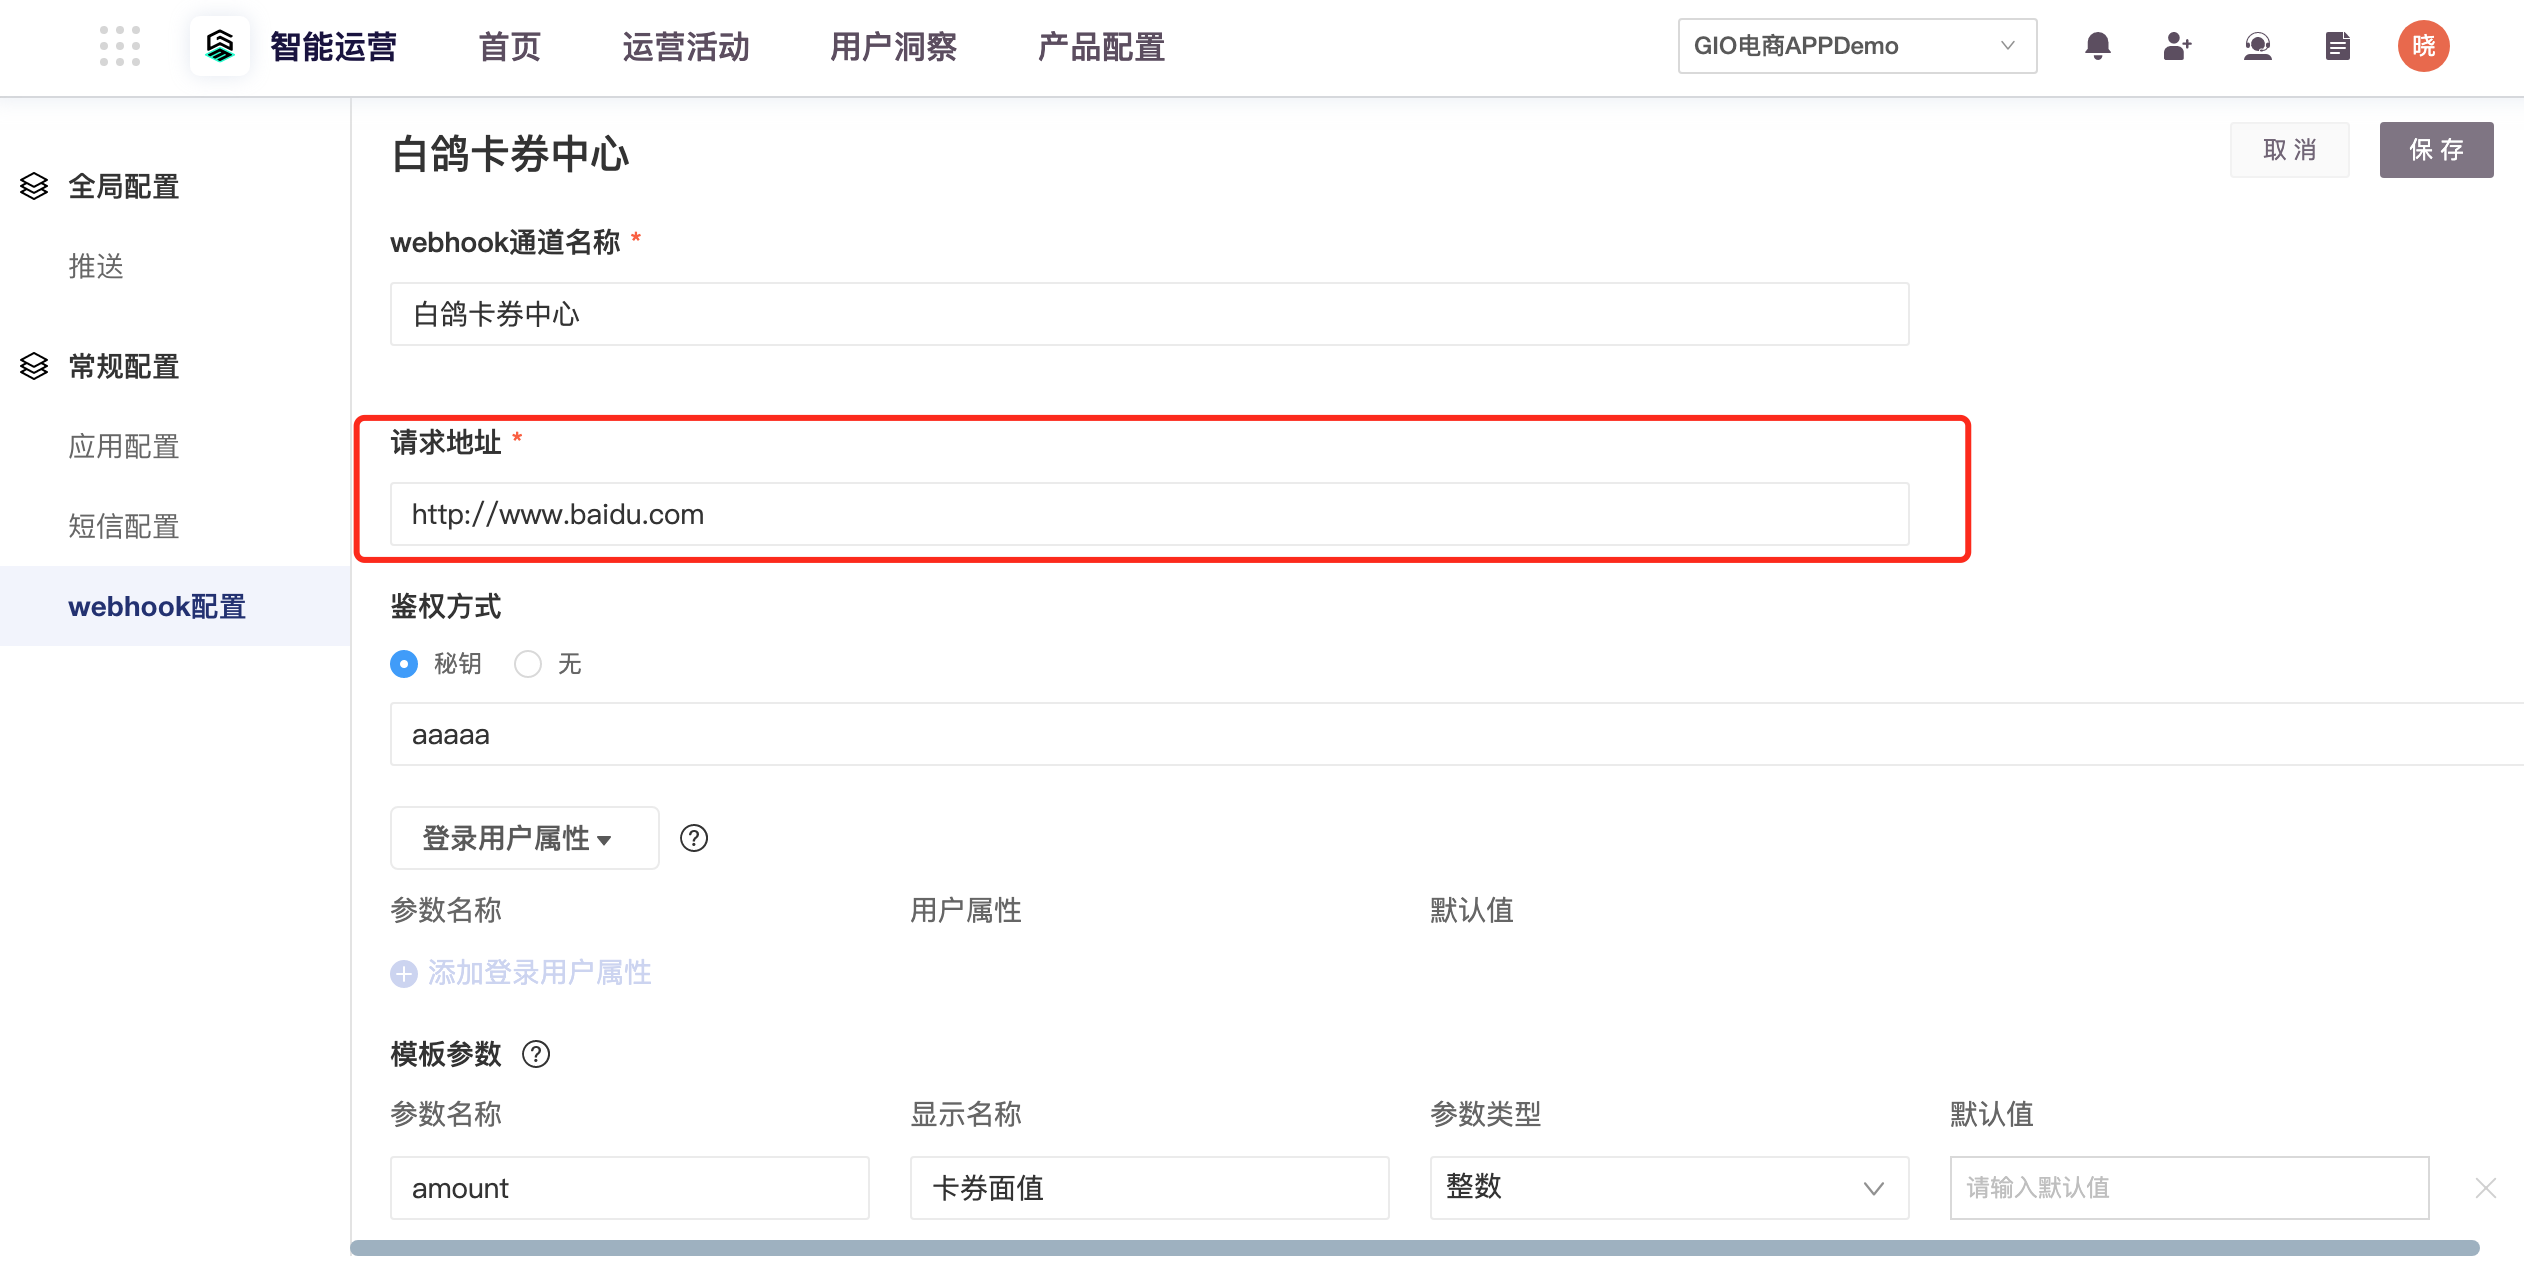 智能运营 首页 运营活动 用户洞察 产品配置 GIO电商APPDemo 晓
白鸽卡券中心 取 消 保 存
全局配置
推送
常规配置
应用配置
短信配置
webhook配置
webhook通道名称 *
白鸽卡券中心
请求地址 *
http://www.baidu.com
鉴权方式
秘钥 无
aaaaa
登录用户属性
参数名称 用户属性 默认值
添加登录用户属性
模板参数
参数名称 显示名称 参数类型 默认值
amount 卡券面值 整数 请输入默认值